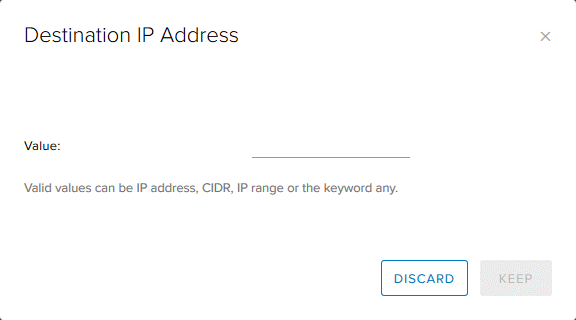 Destination IP Address
Value:
Valid values can be IP address, CIDR, IP range or the keyword any.
DISCARD
KEEP